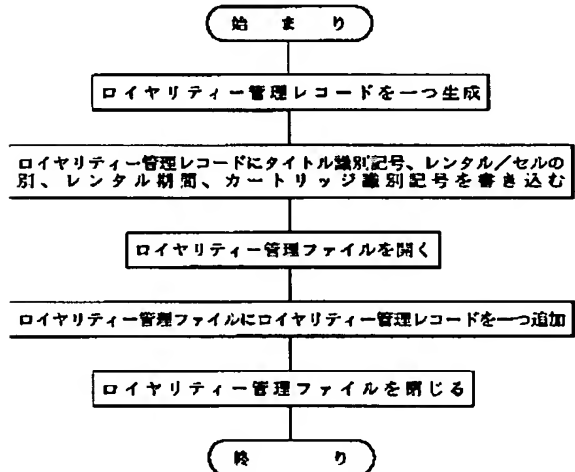 始まり
ロイヤリティー管理レコードを一つ生成
ロイヤリティー管理レコードにタイトル識別記号、レンタル／セルの
別、レンタル期間、カートリッジ識別記号を書き込む
ロイヤリティー管理ファイルを開く
ロイヤリティー管理ファイルにロイヤリティー管理レコードを一つ追加
ロイヤリティー管理ファイルを閉じる
終り